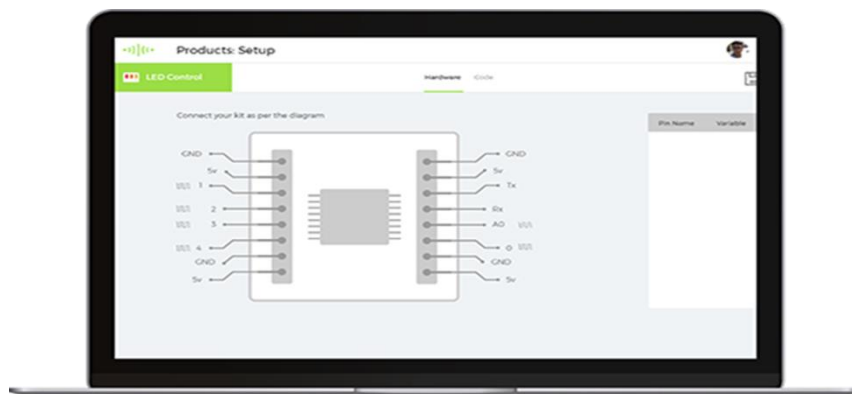 Products: Setup
LED Control
Hardware Code
Connect your kit as per the diagram
Pin Name Variable
GND GND
5v 5v
1 Tx
2 Rx
3 A0
4 0
GND GND
5v 5v